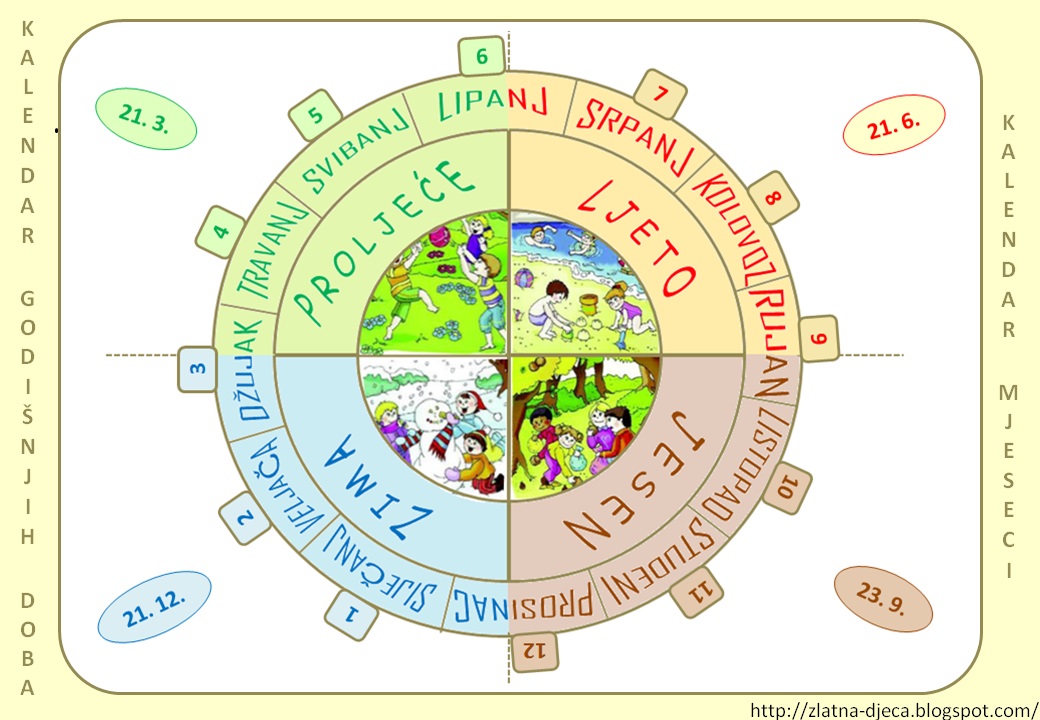 KALENDAR GODIŠNJIH DOBA
KALENDAR MJESECI
21. 3.
21. 6.
21. 12.
23. 9.
PROLJEĆE
LJETO
JESEN
ZIMA
1
SIJEČANJ
2
VELJAČA
3
OŽUJAK
4
TRAVANJ
5
SVIBANJ
6
LIPANJ
7
SRPANJ
8
KOLOVOZ
9
RUJAN
10
LISTOPAD
11
STUDENI
12
PROSINAC
http://zlatna-djeca.blogspot.com/